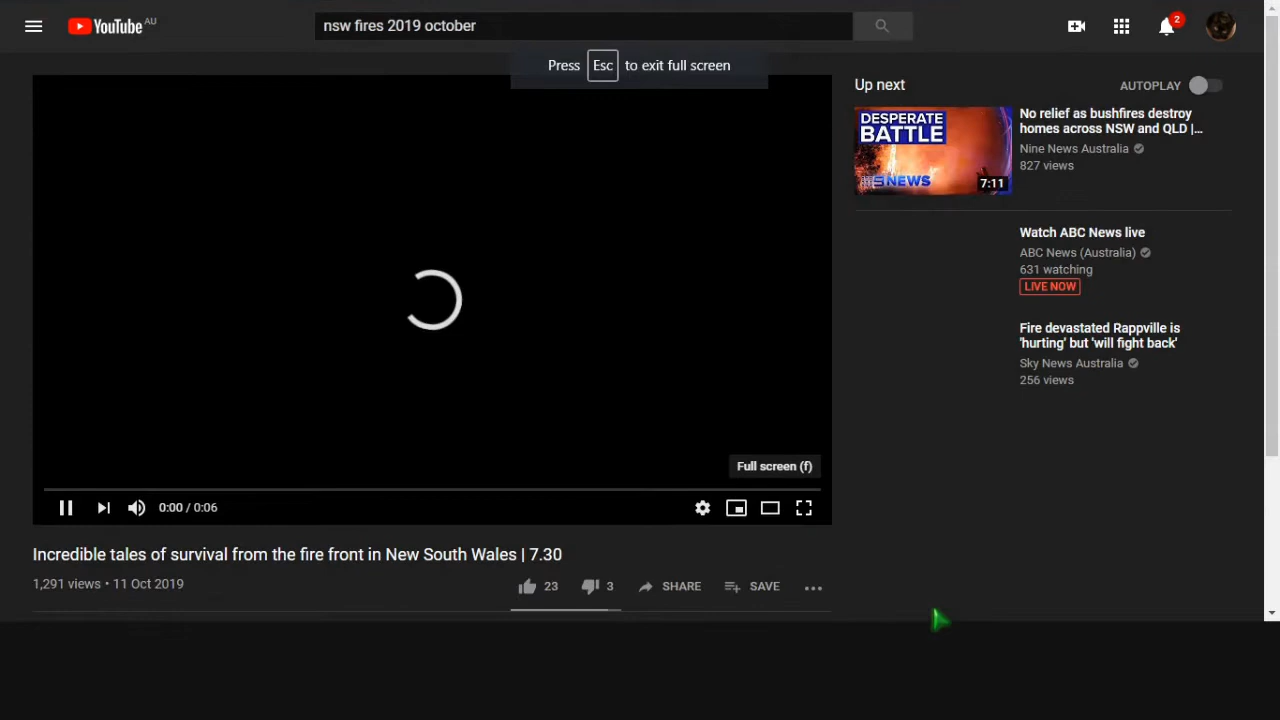 YouTube AU
nsw fires 2019 october
2
Press Esc to exit full screen
Up next
AUTOPLAY
DESPERATE
BATTLE
9 NEWS
7:11
No relief as bushfires destroy
homes across NSW and QLD |...
Nine News Australia
827 views
Watch ABC News live
ABC News (Australia)
631 watching
LIVE NOW
Fire devastated Rappville is
'hurting' but 'will fight back'
Sky News Australia
256 views
Full screen (f)
0:00 / 0:06
Incredible tales of survival from the fire front in New South Wales | 7.30
1,291 views • 11 Oct 2019
23
3
SHARE
SAVE